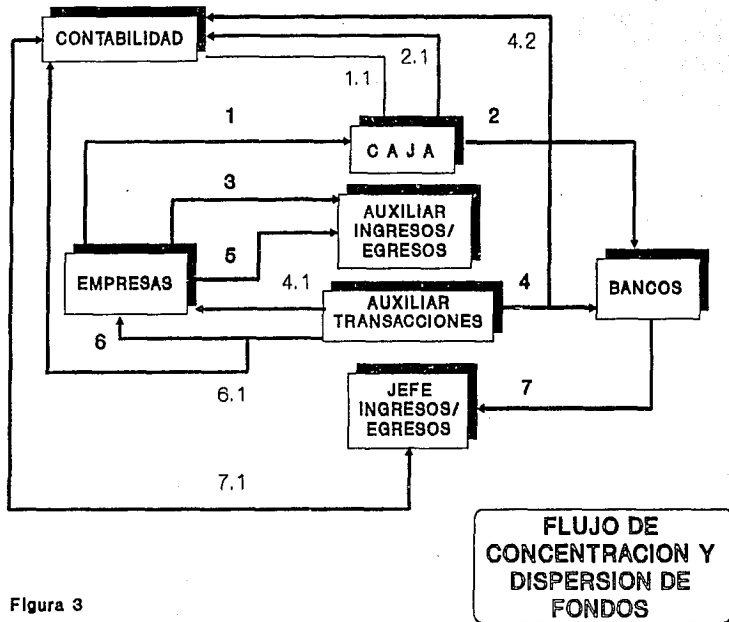 CONTABILIDAD
4.2
2.1
1.1
1
2
C A J A
3
AUXILIAR
INGRESOS/
EGRESOS
5
EMPRESAS
4.1
4
AUXILIAR
TRANSACCIONES
BANCOS
6
6.1
JEFE
INGRESOS/
EGRESOS
7
7.1
FLUJO DE
CONCENTRACION Y
DISPERSION DE
FONDOS
Figura 3